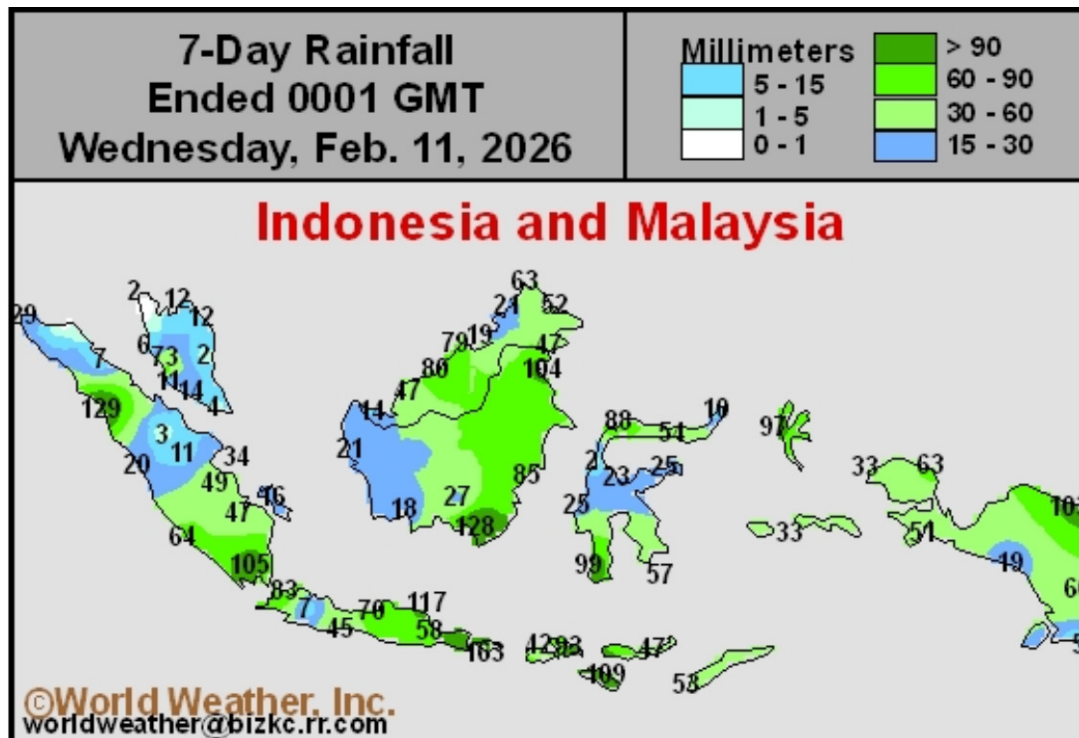 7-Day Rainfall
Ended 0001 GMT
Wednesday, Feb. 11, 2026
Millimeters
5 - 15
1 - 5
0 - 1
> 90
60 - 90
30 - 60
15 - 30
Indonesia and Malaysia
2 12 63
29 12 21 52
6 73 2 79 19 47
7 80 104
11 14 4 47
129 14 10
3 21 88 54 97
20 11 34 2 25 33 63
49 85 23
16 27 25
47 18 51
64 128 33
105 99 57 19
83
7 70 117
45 58 42 47
163 109 53
©World Weather, Inc.
worldweather@bizkc.rr.com